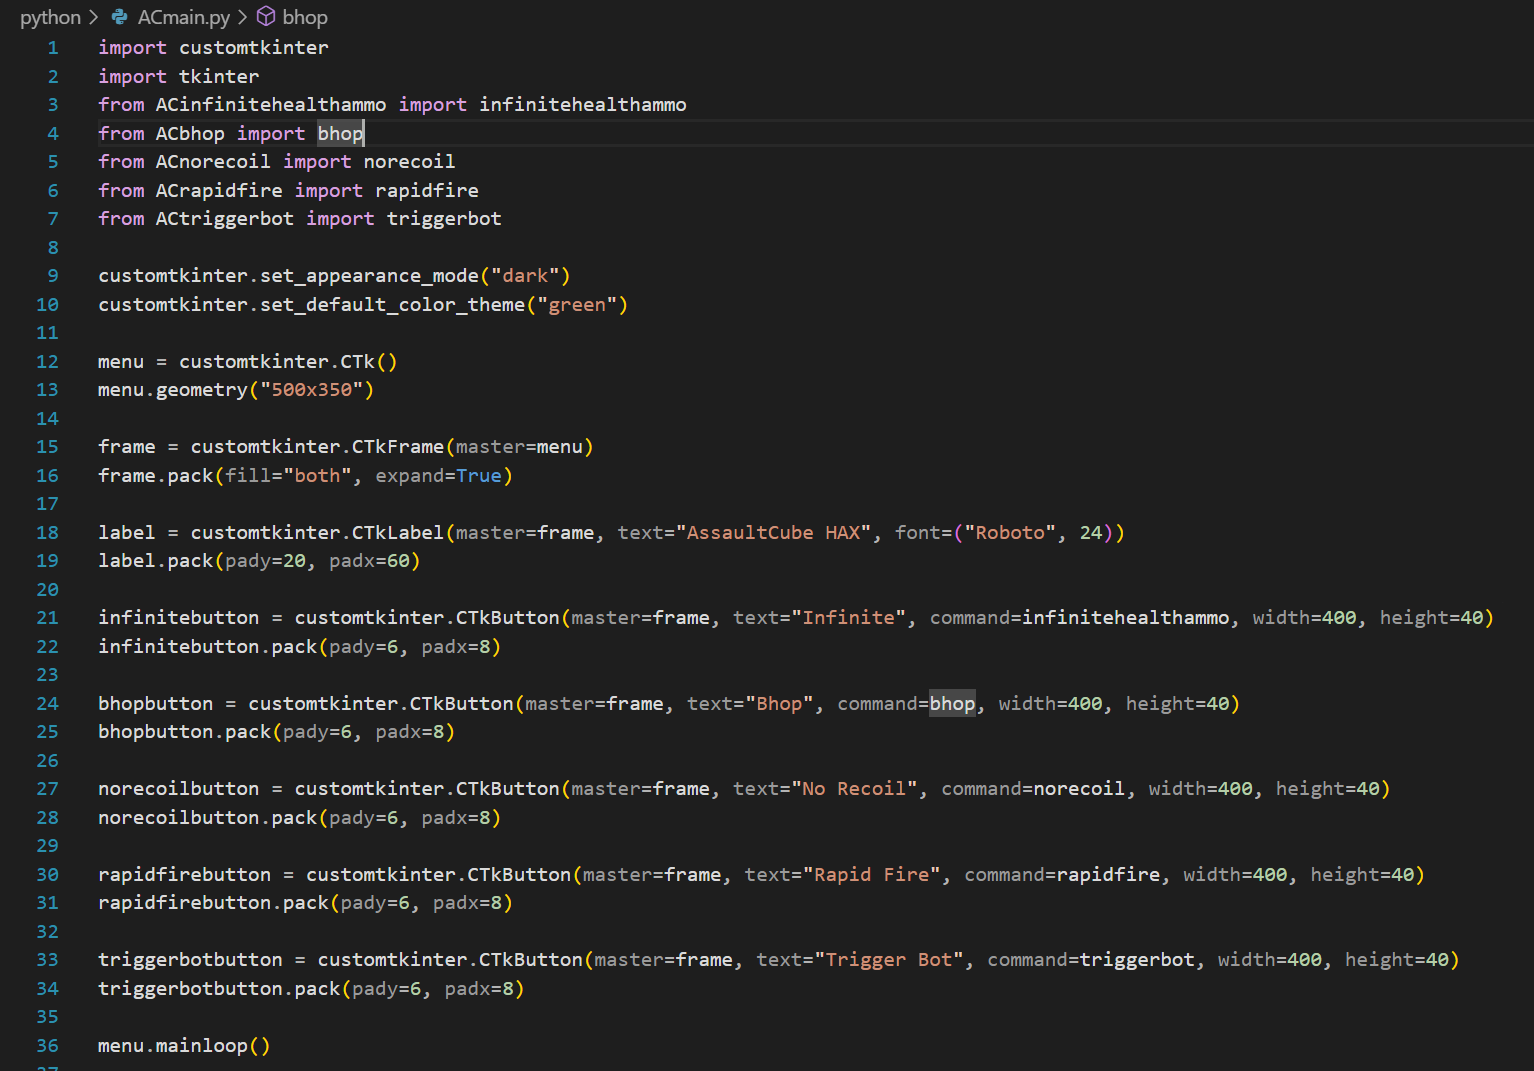 python > ACmain.py > bhop
1 import customtkinter
2 import tkinter
3 from ACinfinitehealthammo import infinitehealthammo
4 from ACbhop import bhop
5 from ACnorecoil import norecoil
6 from ACrapidfire import rapidfire
7 from ACtriggerbot import triggerbot
8
9 customtkinter.set_appearance_mode("dark")
10 customtkinter.set_default_color_theme("green")
11
12 menu = customtkinter.CTk()
13 menu.geometry("500x350")
14
15 frame = customtkinter.CTkFrame(master=menu)
16 frame.pack(fill="both", expand=True)
17
18 label = customtkinter.CTkLabel(master=frame, text="AssaultCube HAX", font=("Roboto", 24))
19 label.pack(pady=20, padx=60)
20
21 infinitebutton = customtkinter.CTkButton(master=frame, text="Infinite", command=infinitehealthammo, width=400, height=40)
22 infinitebutton.pack(pady=6, padx=8)
23
24 bhopbutton = customtkinter.CTkButton(master=frame, text="Bhop", command=bhop, width=400, height=40)
25 bhopbutton.pack(pady=6, padx=8)
26
27 norecoilbutton = customtkinter.CTkButton(master=frame, text="No Recoil", command=norecoil, width=400, height=40)
28 norecoilbutton.pack(pady=6, padx=8)
29
30 rapidfirebutton = customtkinter.CTkButton(master=frame, text="Rapid Fire", command=rapidfire, width=400, height=40)
31 rapidfirebutton.pack(pady=6, padx=8)
32
33 triggerbotbutton = customtkinter.CTkButton(master=frame, text="Trigger Bot", command=triggerbot, width=400, height=40)
34 triggerbotbutton.pack(pady=6, padx=8)
35
36 menu.mainloop()